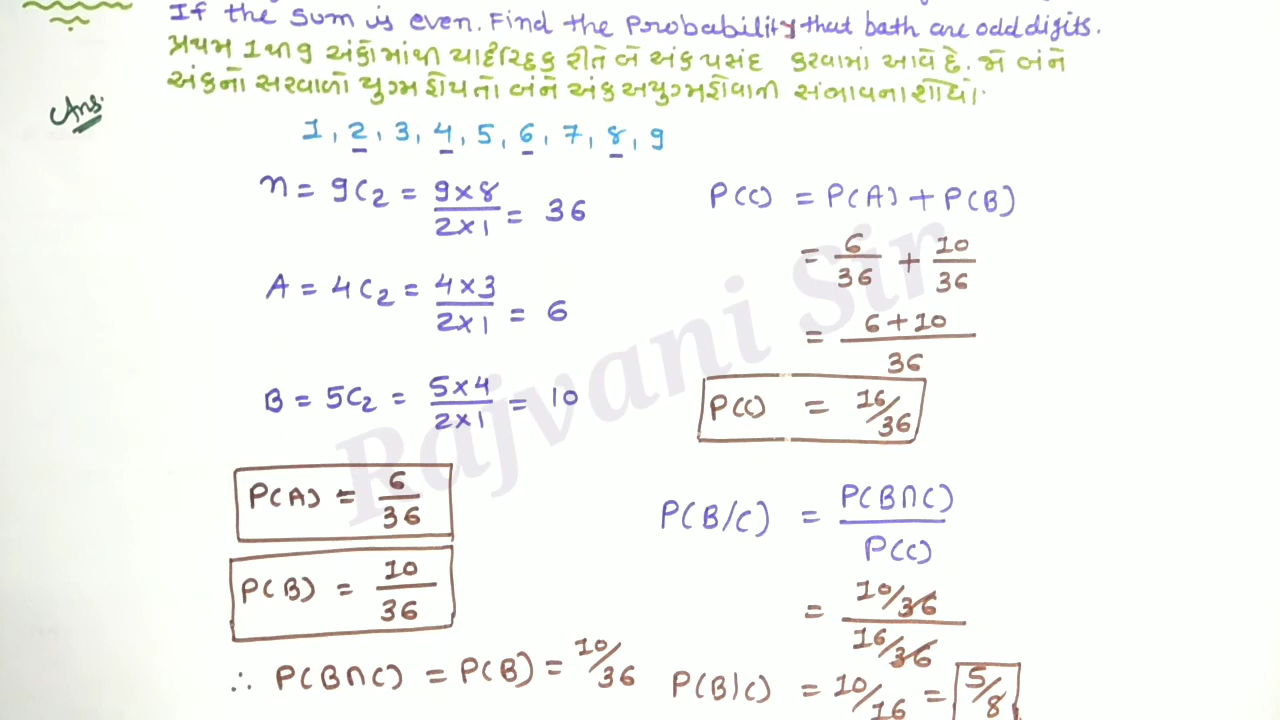 If the sum is even. Find the Probability that bath are odd digits.
પ્રથમ 1 થી 9 અંકોમાંથી યાદૈચ્છિક રીતે બે અંક પસંદ કરવામાં આવે છે. જો બંને
અંકનો સરવાળો યુગ્મ હોય તો બંને અંક અયુગ્મ હોવાની સંભાવના શોધો.
Ans:
1, 2, 3, 4, 5, 6, 7, 8, 9
n = 9C2 = 9×8 / 2×1 = 36
A = 4C2 = 4×3 / 2×1 = 6
B = 5C2 = 5×4 / 2×1 = 10
P(A) = 6/36
P(B) = 10/36
∴ P(B∩C) = P(B) = 10/36
P(C) = P(A) + P(B)
= 6/36 + 10/36
= 6+10 / 36
P(C) = 16/36
P(B/C) = P(B∩C) / P(C)
= 10/36 / 16/36
P(B|C) = 10/16 = 5/8
Rajvani Sir